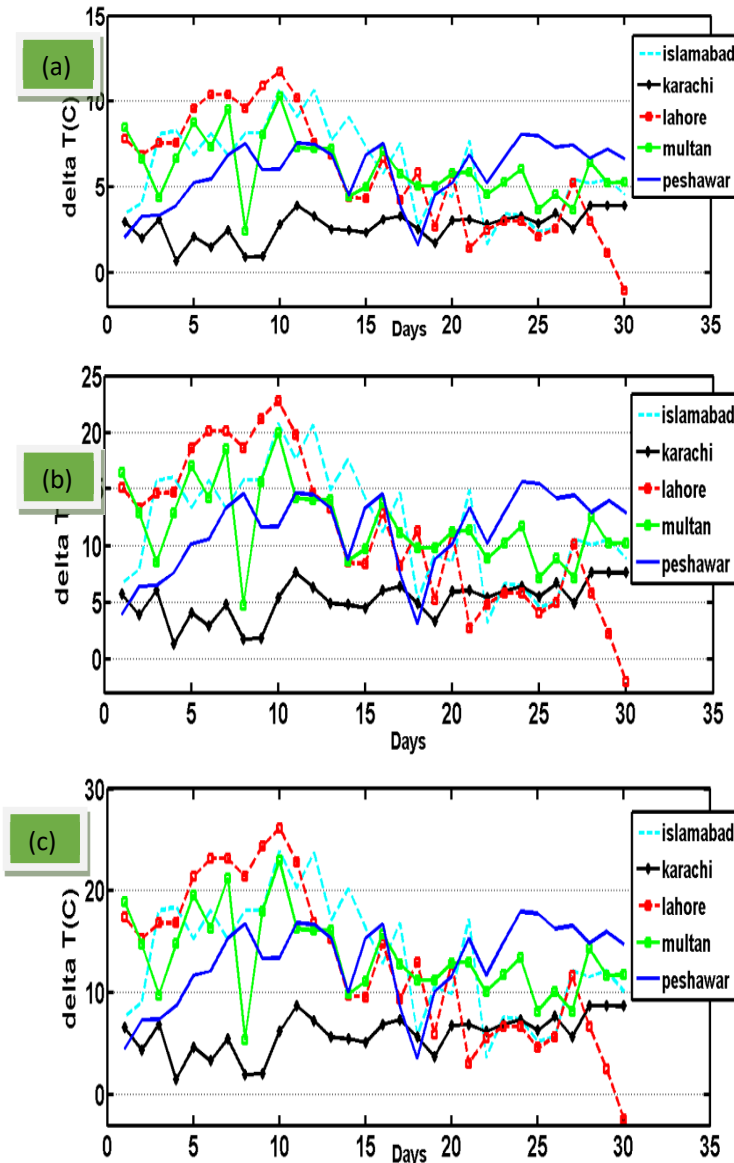 (a)
15
10
5
0
delta T(C)
0 5 10 15 20 25 30 35
Days
islamabad
karachi
lahore
multan
peshawar
(b)
25
20
10
5
0
delta T
0 5 10 15 20 25 30 35
Days
islamabad
karachi
lahore
multan
peshawar
(c)
30
20
10
0
delta T(C)
0 5 10 15 20 25 30 35
Days
islamabad
karachi
lahore
multan
peshawar